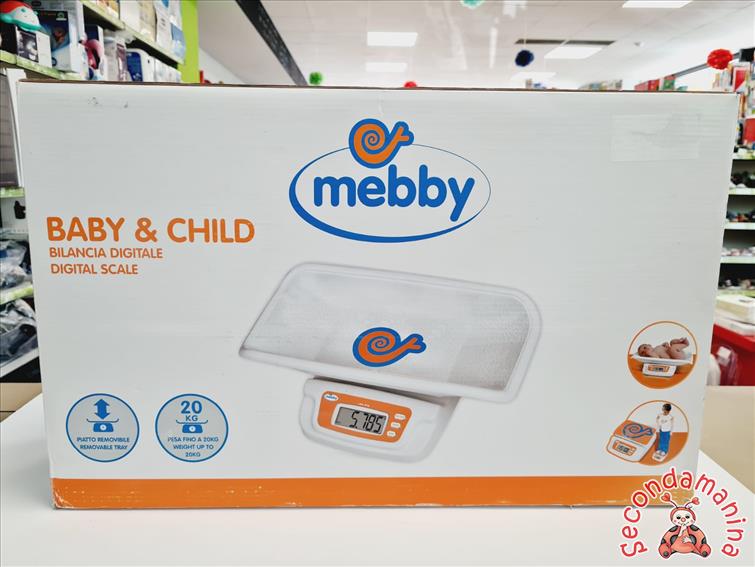 mebby
BABY & CHILD
BILANCIA DIGITALE
DIGITAL SCALE
mebby
5.785
20
KG
PIATTO REMOVIBILE
REMOVABLE TRAY
PESA FINO A 20KG
WEIGHT UP TO
20KG
Secondamanina